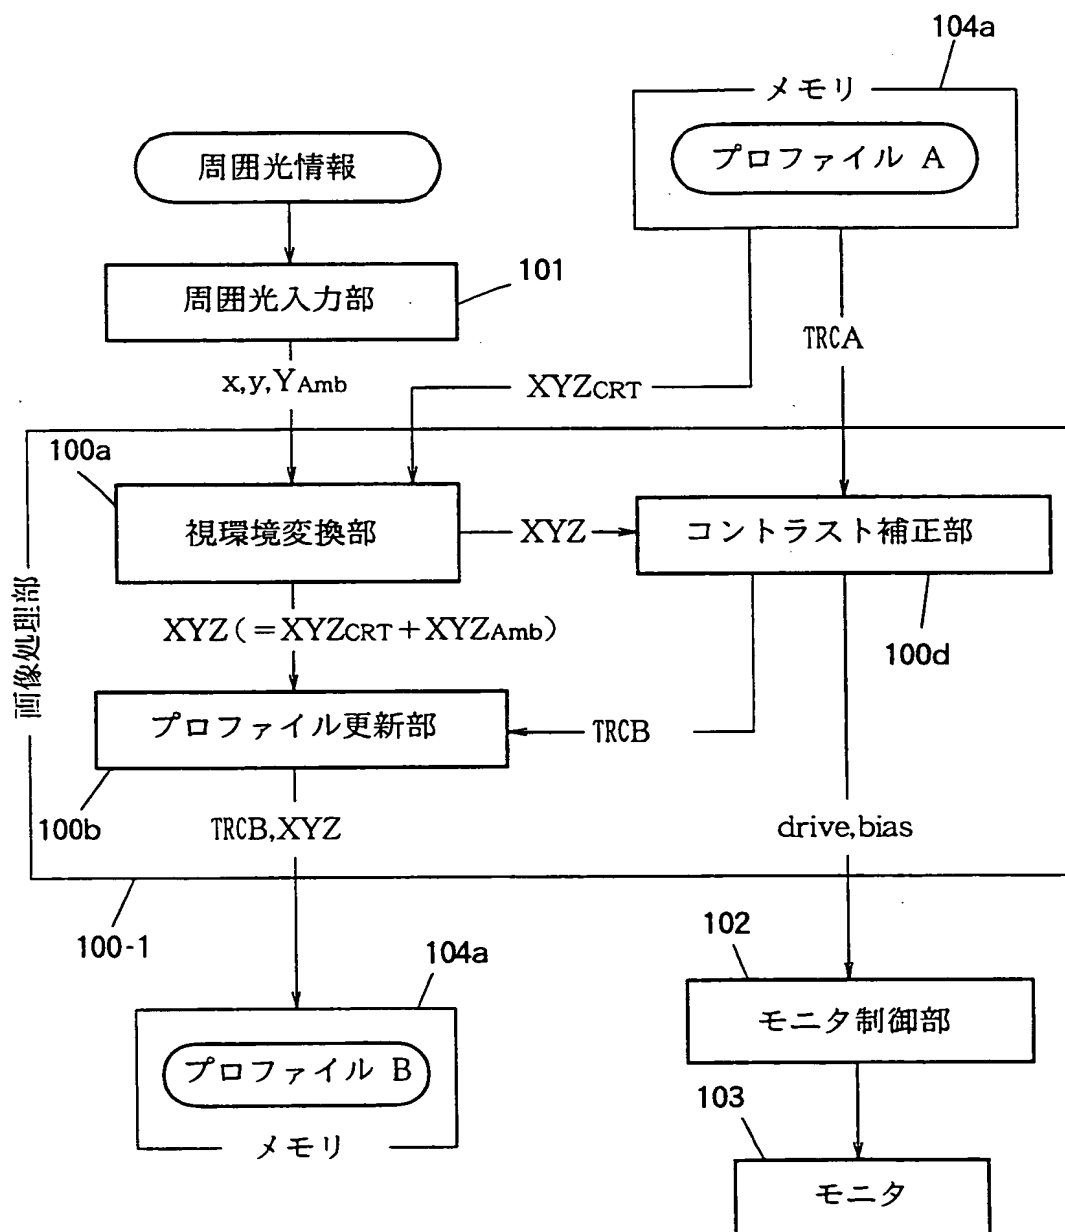 104a
メモリ
プロファイル A
周囲光情報
101
周囲光入力部
TRCA
x,y,YAmb
XYZCRT
100a
視環境変換部
XYZ
コントラスト補正部
画像処理部
XYZ(=XYZCRT+XYZAmb)
100d
プロファイル更新部
TRCB
100b
TRCB,XYZ
drive,bias
100-1
104a
102
モニタ制御部
プロファイル B
メモリ
103
モニタ